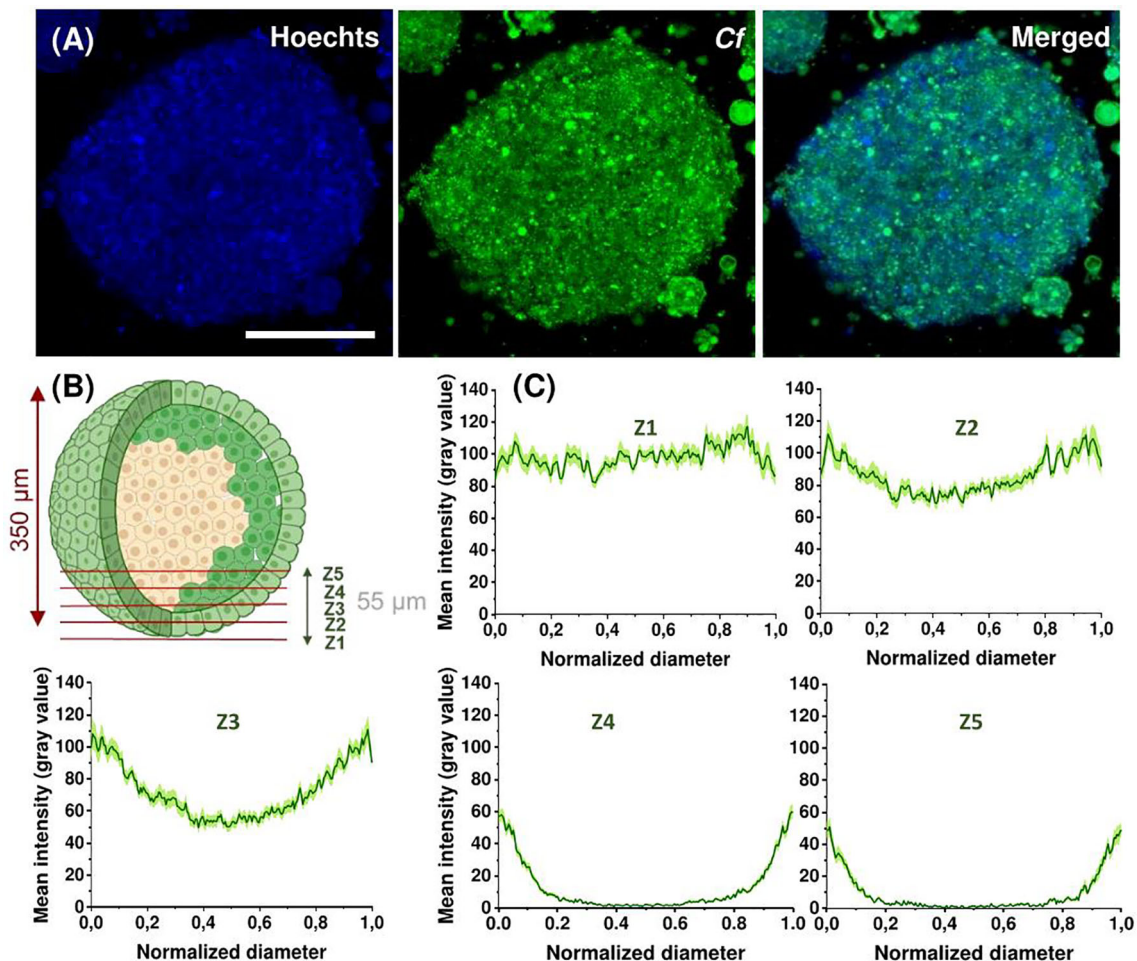 (A) Hoechts Cf Merged
(B)
350 µm
Z5
Z4
Z3
Z2
Z1
55 µm
(C)
Mean intensity (gray value)
140
120
100
80
60
40
20
0
Z1
0,0 0,2 0,4 0,6 0,8 1,0
Normalized diameter
140
120
100
80
60
40
20
0
Z2
0,0 0,2 0,4 0,6 0,8 1,0
Normalized diameter
Mean intensity (gray value)
140
120
100
80
60
40
20
0
Z3
0,0 0,2 0,4 0,6 0,8 1,0
Normalized diameter
Mean intensity (gray value)
140
120
100
80
60
40
20
0
Z4
0,0 0,2 0,4 0,6 0,8 1,0
Normalized diameter
140
120
100
80
60
40
20
0
Z5
0,0 0,2 0,4 0,6 0,8 1,0
Normalized diameter